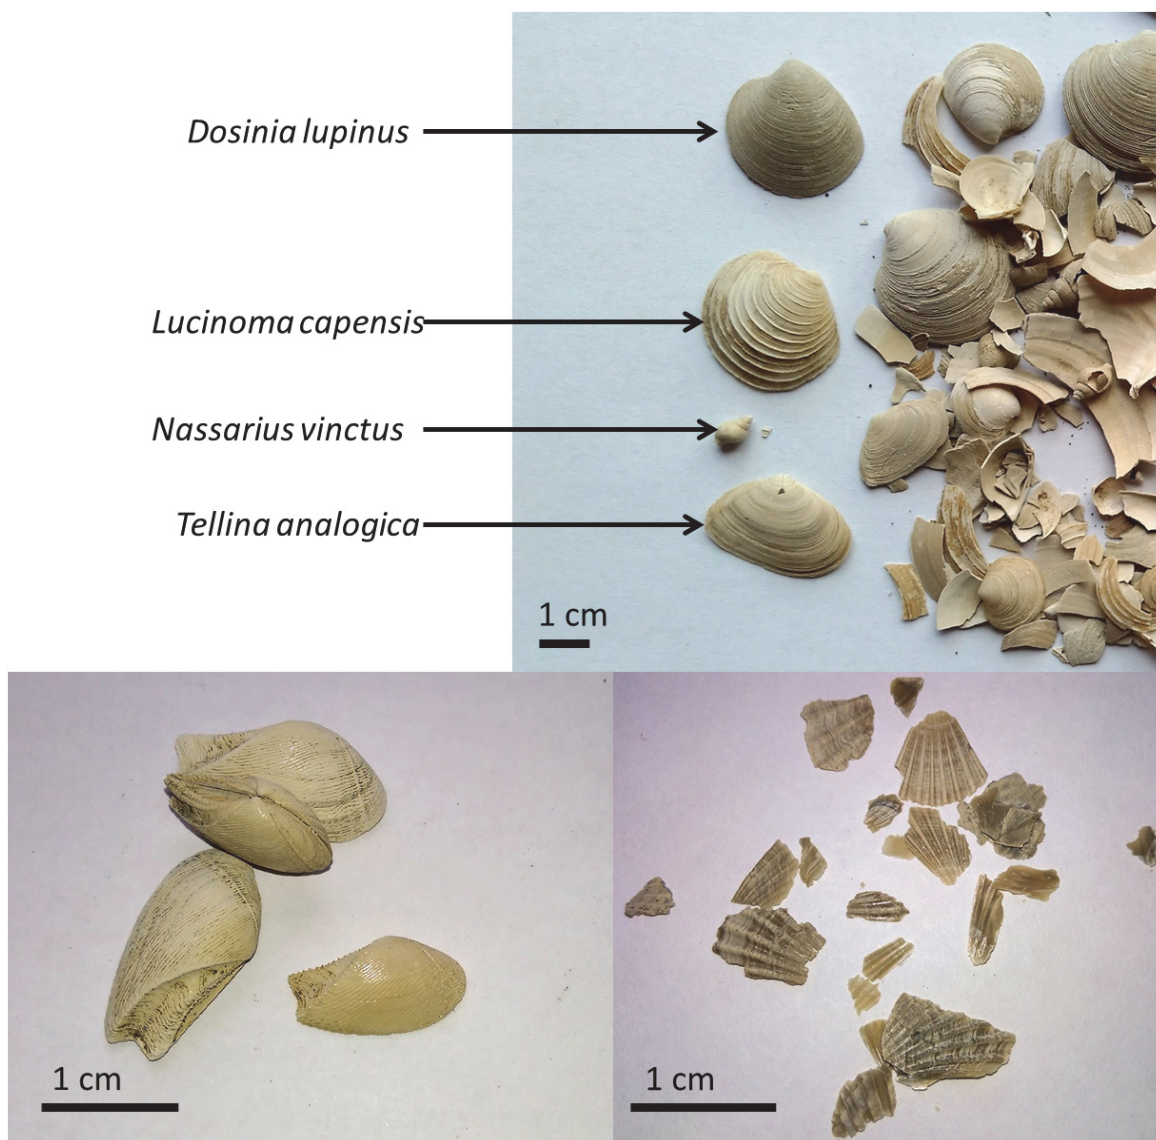 Dosinia lupinus
Lucinoma capensis
Nassarius vinctus
Tellina analogica
1 cm
1 cm
1 cm